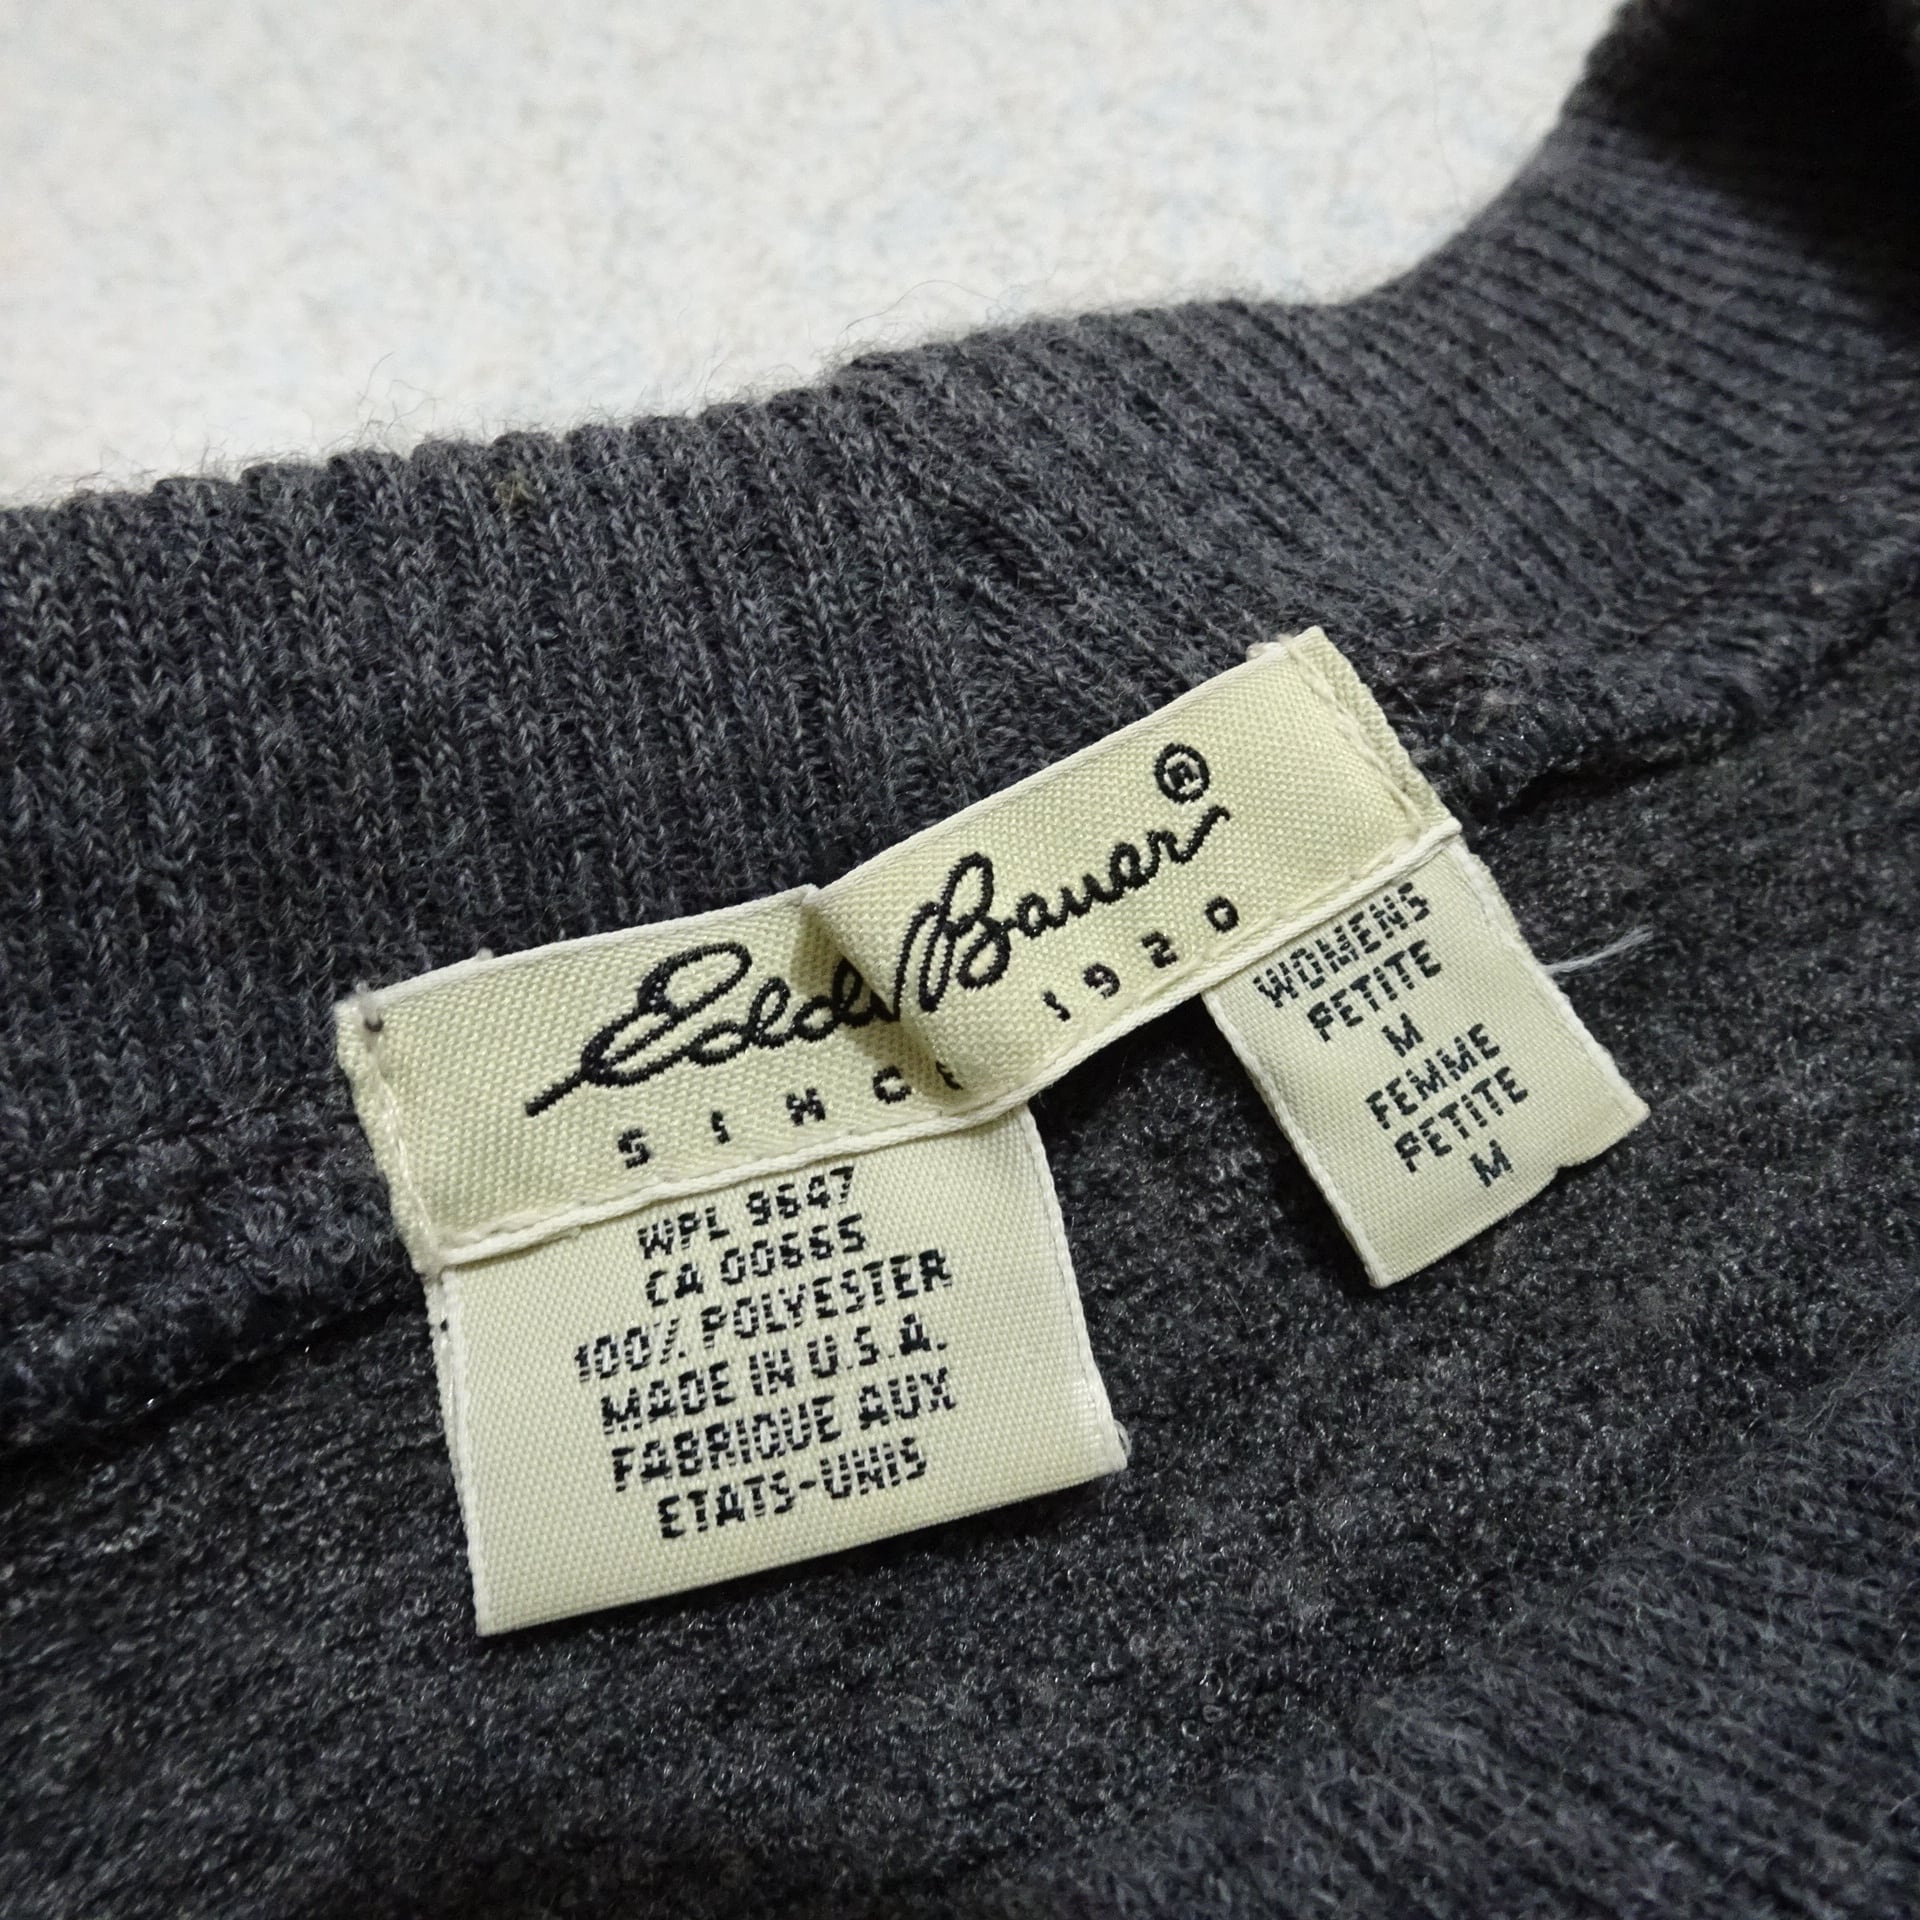 Eddie Bauer®
SINCE 1920
WPL 9647
CA 00665
100% POLYESTER
MADE IN U.S.A.
FABRIQUE AUX
ETATS-UNIS
WOMENS
PETITE
M
FEMME
PETITE
M